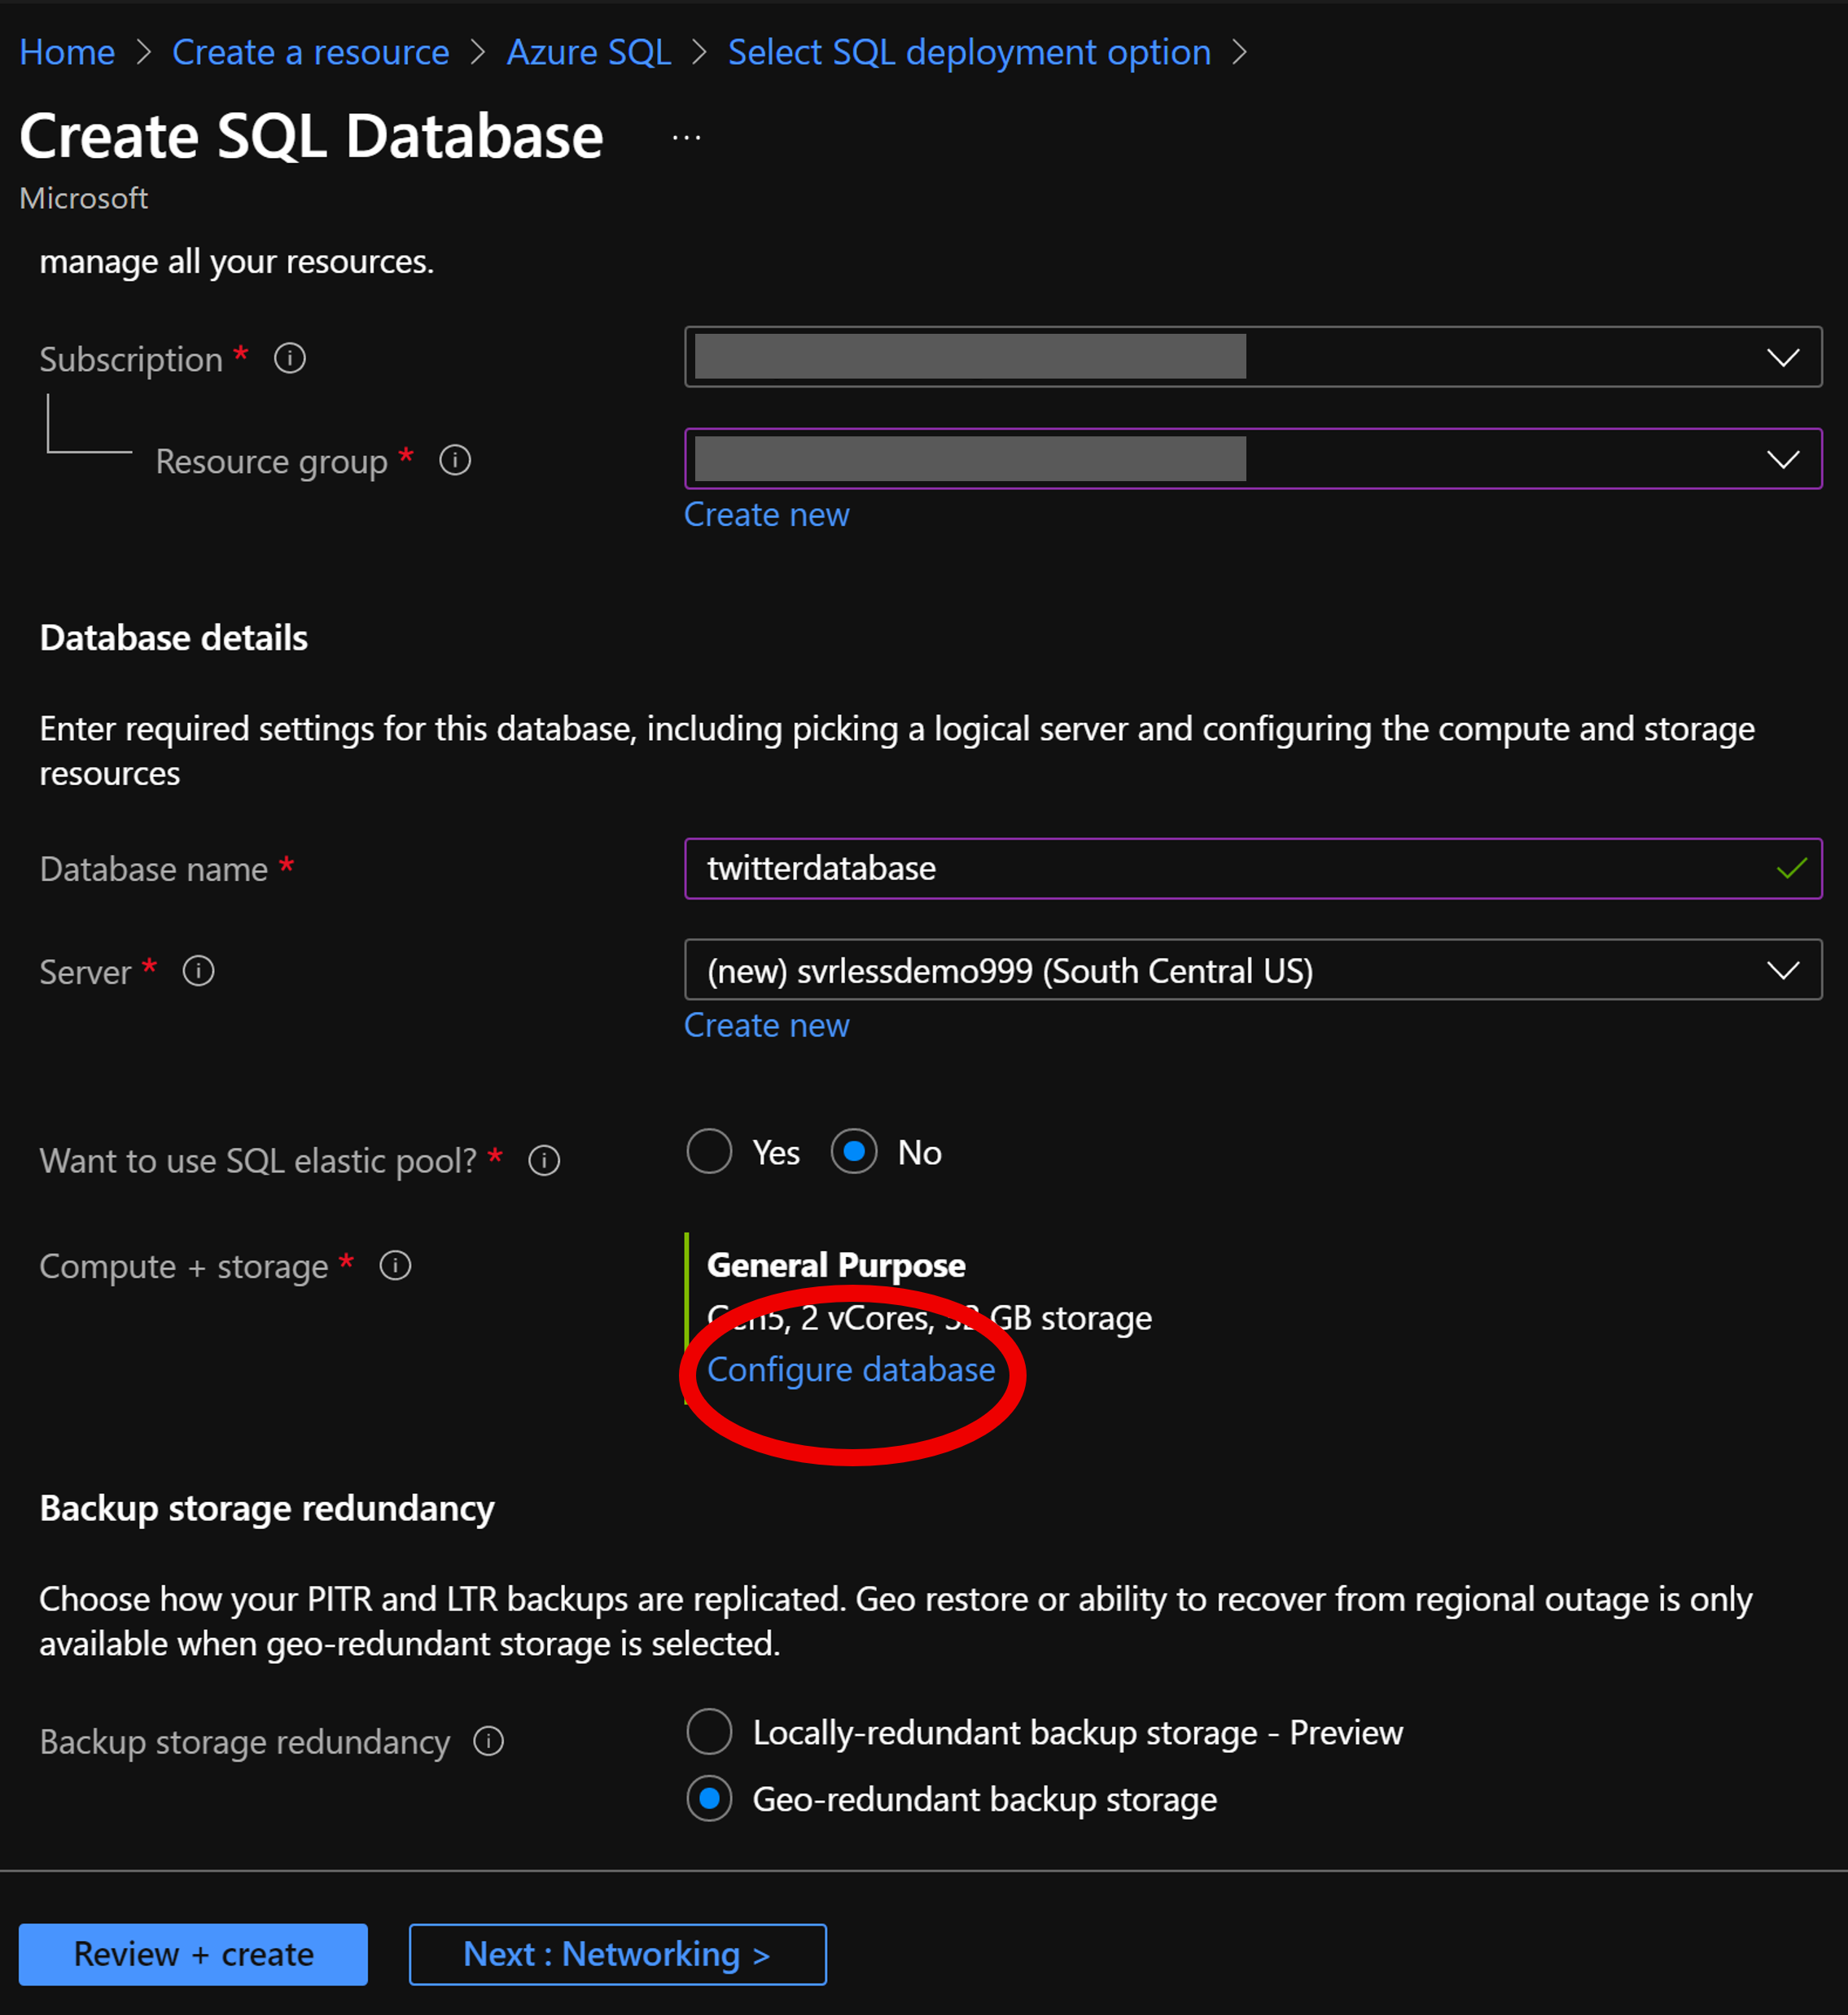 Home > Create a resource > Azure SQL > Select SQL deployment option >
Create SQL Database ...
Microsoft
manage all your resources.
Subscription *
Resource group *
Create new
Database details
Enter required settings for this database, including picking a logical server and configuring the compute and storage
resources
Database name * twitterdatabase
Server * (new) svrlessdemo999 (South Central US)
Create new
Want to use SQL elastic pool? * Yes No
Compute + storage * General Purpose
Gen5, 2 vCores, 32 GB storage
Configure database
Backup storage redundancy
Choose how your PITR and LTR backups are replicated. Geo restore or ability to recover from regional outage is only
available when geo-redundant storage is selected.
Backup storage redundancy Locally-redundant backup storage - Preview
Geo-redundant backup storage
Review + create Next : Networking >